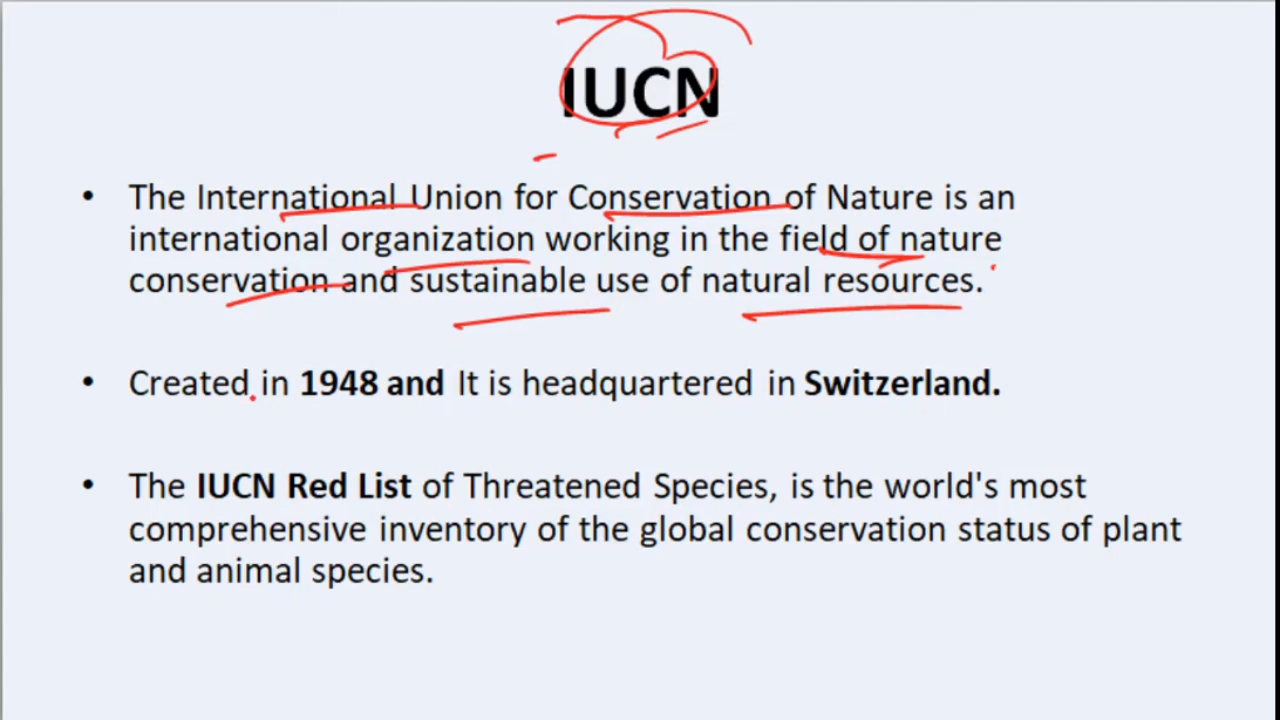 IUCN
• The International Union for Conservation of Nature is an
international organization working in the field of nature
conservation and sustainable use of natural resources.
• Created in 1948 and It is headquartered in Switzerland.
• The IUCN Red List of Threatened Species, is the world's most
comprehensive inventory of the global conservation status of plant
and animal species.